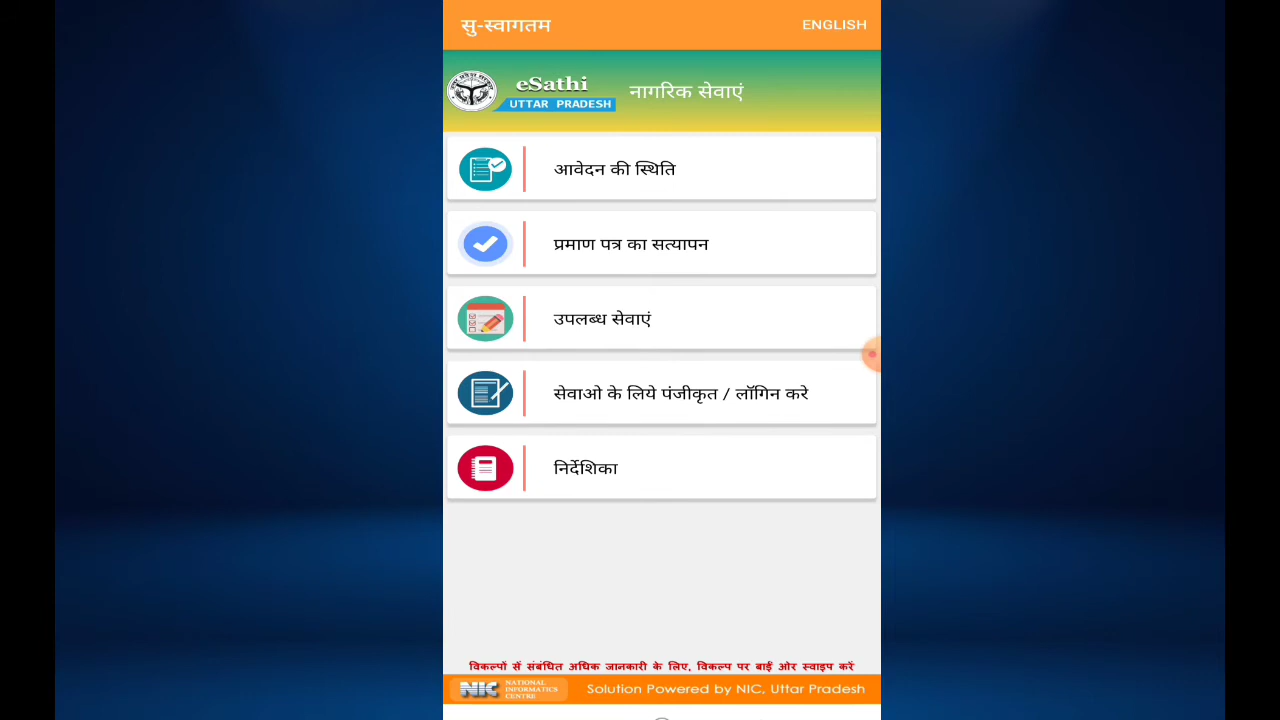 सु-स्वागतम
ENGLISH
eSathi
UTTAR PRADESH
नागरिक सेवाएं
आवेदन की स्थिति
प्रमाण पत्र का सत्यापन
उपलब्ध सेवाएं
सेवाओ के लिये पंजीकृत / लॉगिन करे
निर्देशिका
विकल्पों से संबंधित अधिक जानकारी के लिए, विकल्प पर बाईं ओर स्वाइप करें
NIC
NATIONAL
INFORMATICS
CENTRE
Solution Powered by NIC, Uttar Pradesh